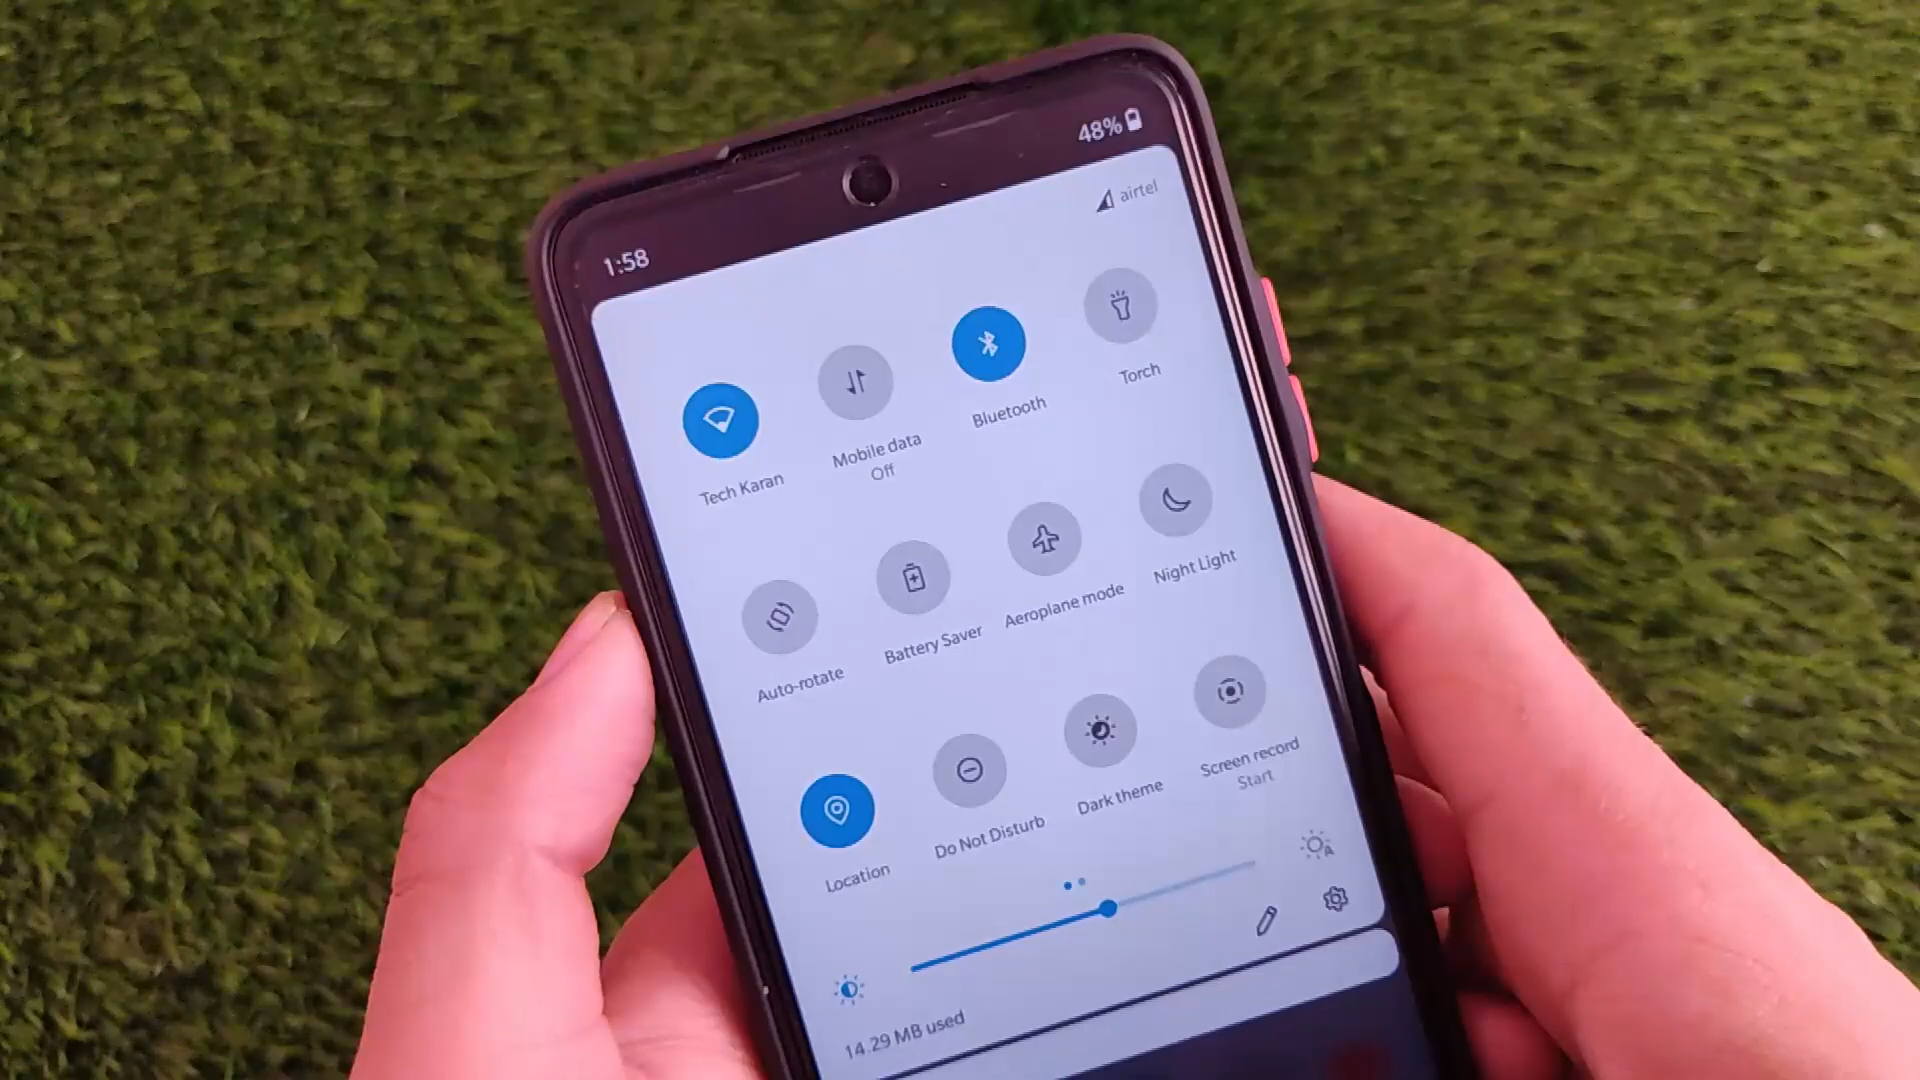 1:58
48%
airtel
Tech Karan
Mobile data
Off
Bluetooth
Torch
Auto-rotate
Battery Saver
Aeroplane mode
Night Light
Location
Do Not Disturb
Dark theme
Screen record
Start
A
14.29 MB used